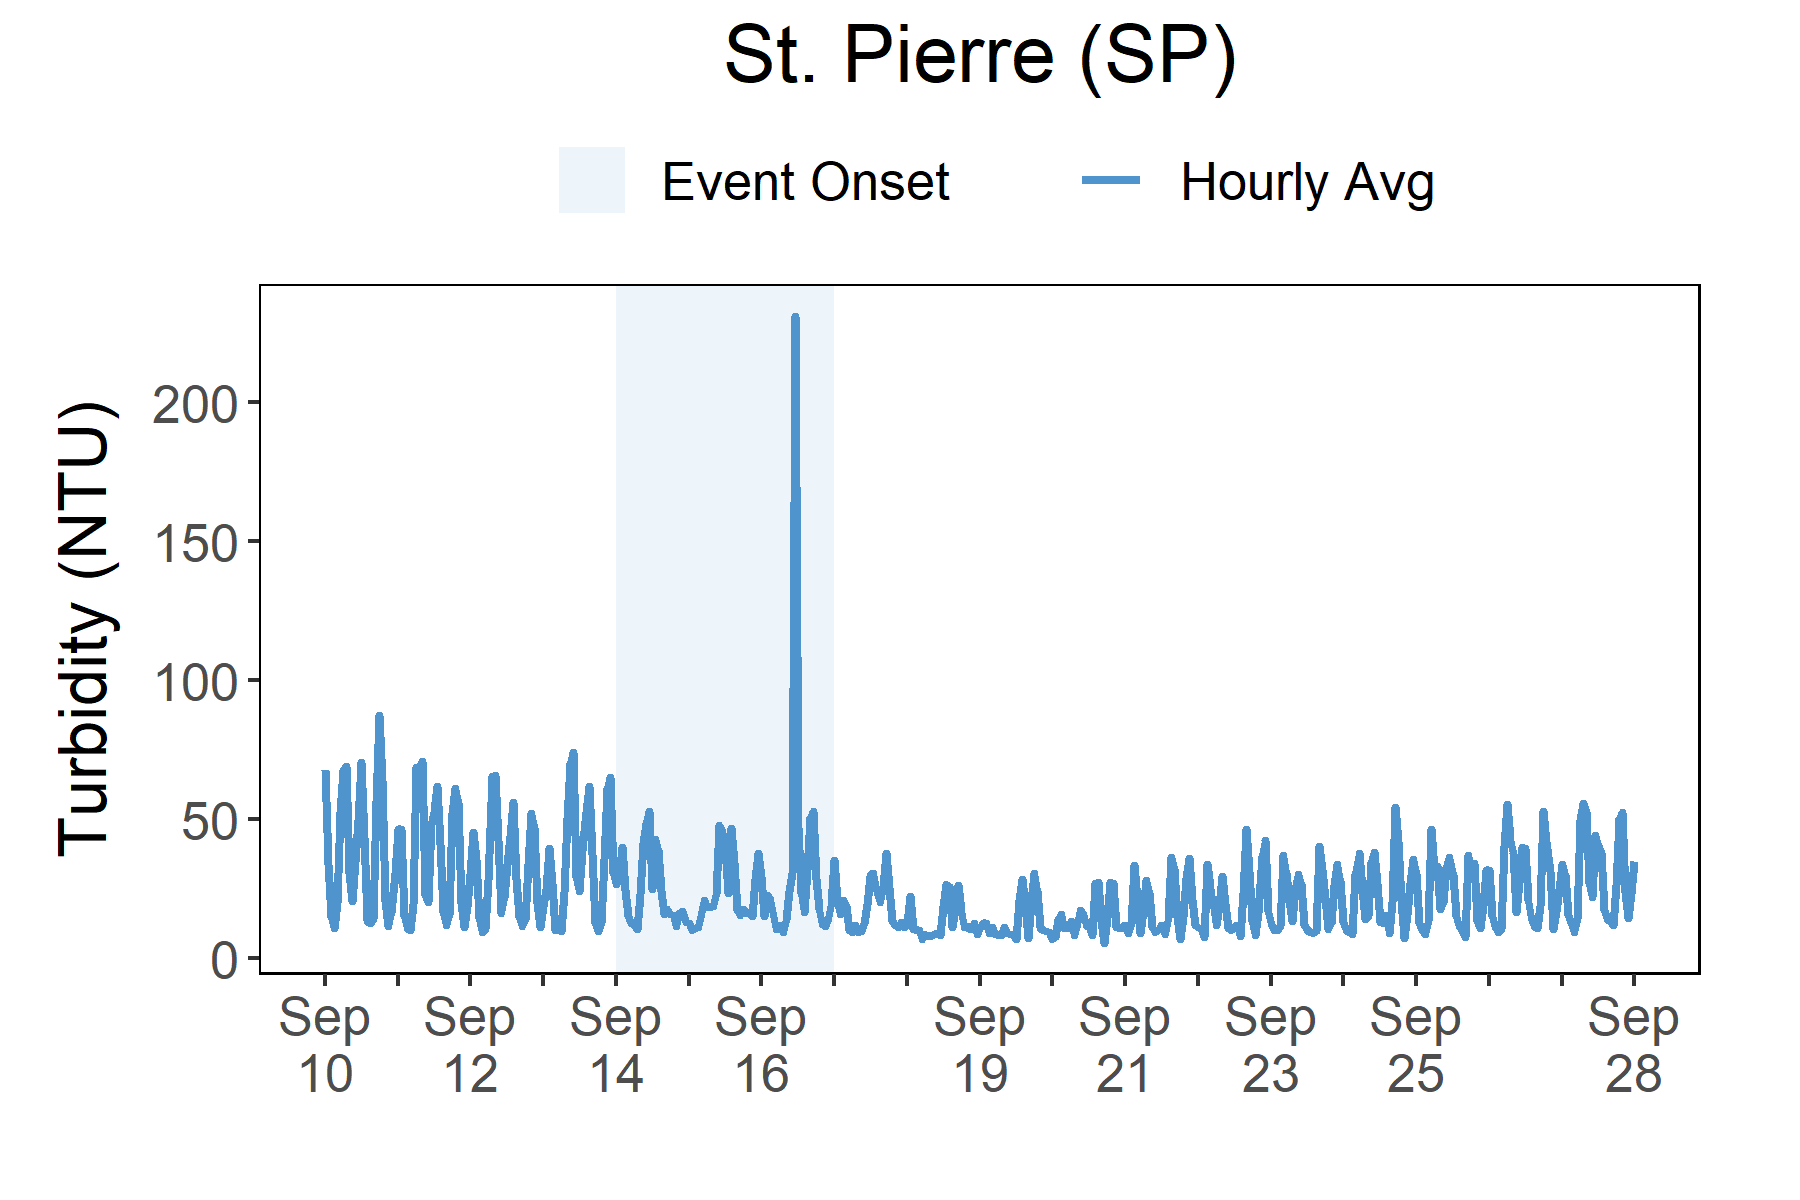 St. Pierre (SP)
Event Onset
Hourly Avg
Turbidity (NTU)
200
150
100
50
0
Sep 10
Sep 12
Sep 14
Sep 16
Sep 19
Sep 21
Sep 23
Sep 25
Sep 28